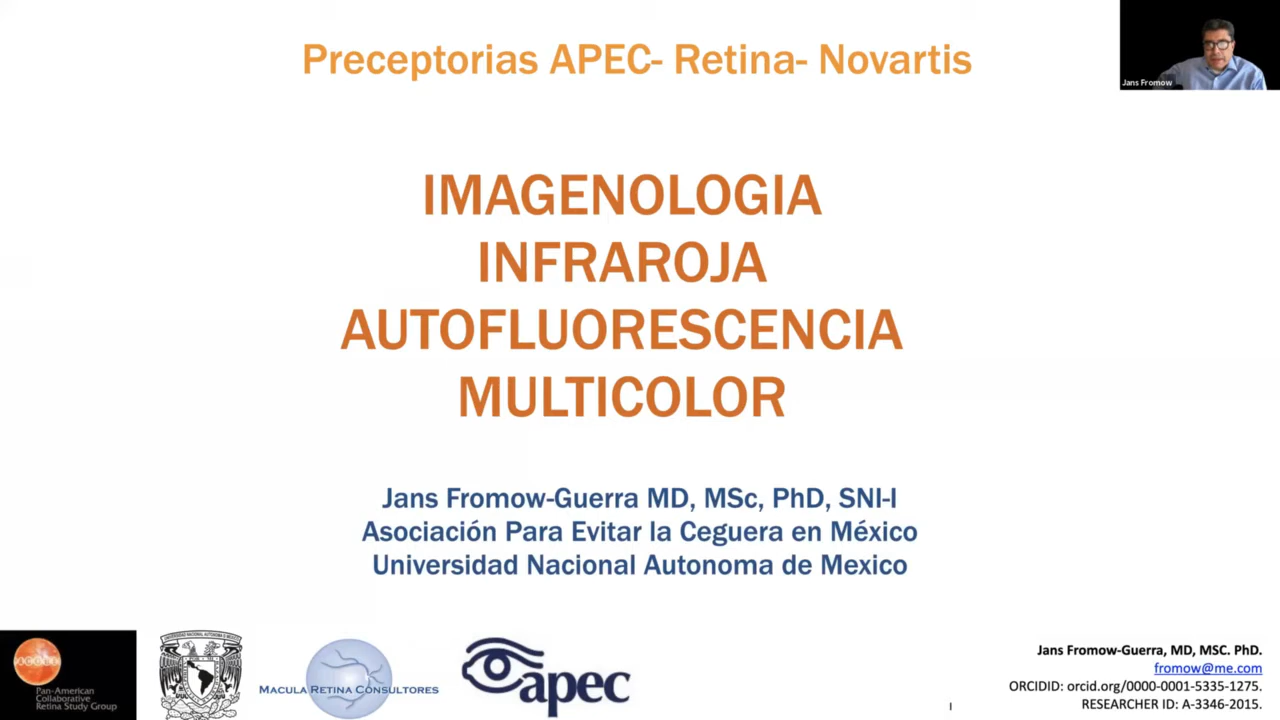 Preceptorias APEC- Retina- Novartis
Jans Fromow
IMAGENOLOGIA
INFRAROJA
AUTOFLUORESCENCIA
MULTICOLOR
Jans Fromow-Guerra MD, MSc, PhD, SNI-I
Asociación Para Evitar la Ceguera en México
Universidad Nacional Autonoma de Mexico
Pan-American
Collaborative
Retina Study Group
MACULA RETINA CONSULTORES
apec
Jans Fromow-Guerra, MD, MSC. PhD.
fromow@me.com
ORCIDID: orcid.org/0000-0001-5335-1275.
RESEARCHER ID: A-3346-2015.